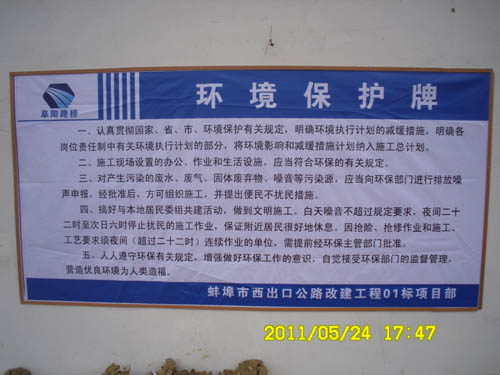 阜阳路桥
环境保护牌
一、认真贯彻国家、省、市、环境保护有关规定，明确环境执行计划的减缓措施，明确各
岗位责任制中有关环境执行计划的部分，将环境影响和减缓措施计划纳入施工总计划。
二、施工现场设置的办公、作业和生活设施，应当符合环保的有关规定。
三、对产生污染的废水、废气、固体废弃物、噪音等污染源，应当向环保部门进行排放噪
声申报，经批准后，方可组织施工，并提出便民不扰民措施。
四、搞好与本地居民委组共建活动，做到文明施工。白天噪音不超过规定要求，夜间二十
二时至次日六时停止扰民的施工作业，保证附近居民很好地休息。因抢险、抢修作业和施工、
工艺要求须夜间（超过二十二时）连续作业的单位，需提前经环保主管部门批准。
五、人人遵守环保有关规定，增强做好环保工作的意识，自觉接受环保部门的监督管理，
营造优良环境为人类造福。
蚌埠市西出口公路改建工程01标项目部
2011/05/24 17:47